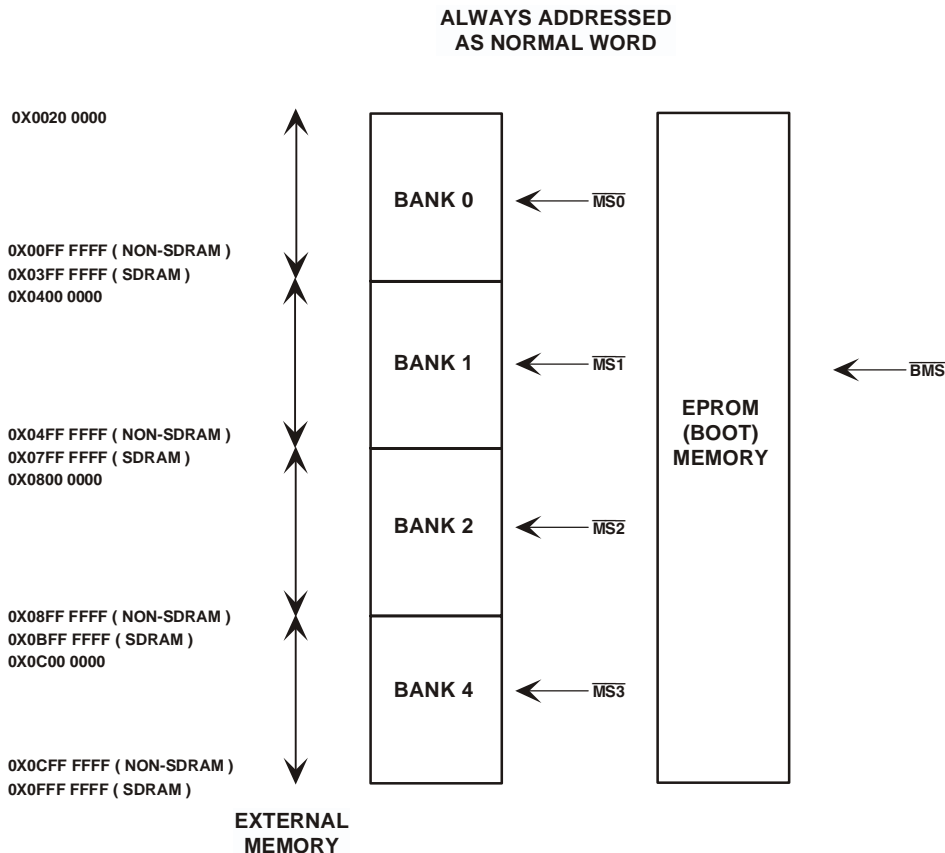 ALWAYS ADDRESSED
AS NORMAL WORD
0X0020 0000
BANK 0
MS0
0X00FF FFFF ( NON-SDRAM )
0X03FF FFFF ( SDRAM )
0X0400 0000
BANK 1
MS1
BMS
EPROM
(BOOT)
MEMORY
0X04FF FFFF ( NON-SDRAM )
0X07FF FFFF ( SDRAM )
0X0800 0000
BANK 2
MS2
0X08FF FFFF ( NON-SDRAM )
0X0BFF FFFF ( SDRAM )
0X0C00 0000
BANK 4
MS3
0X0CFF FFFF ( NON-SDRAM )
0X0FFF FFFF ( SDRAM )
EXTERNAL
MEMORY